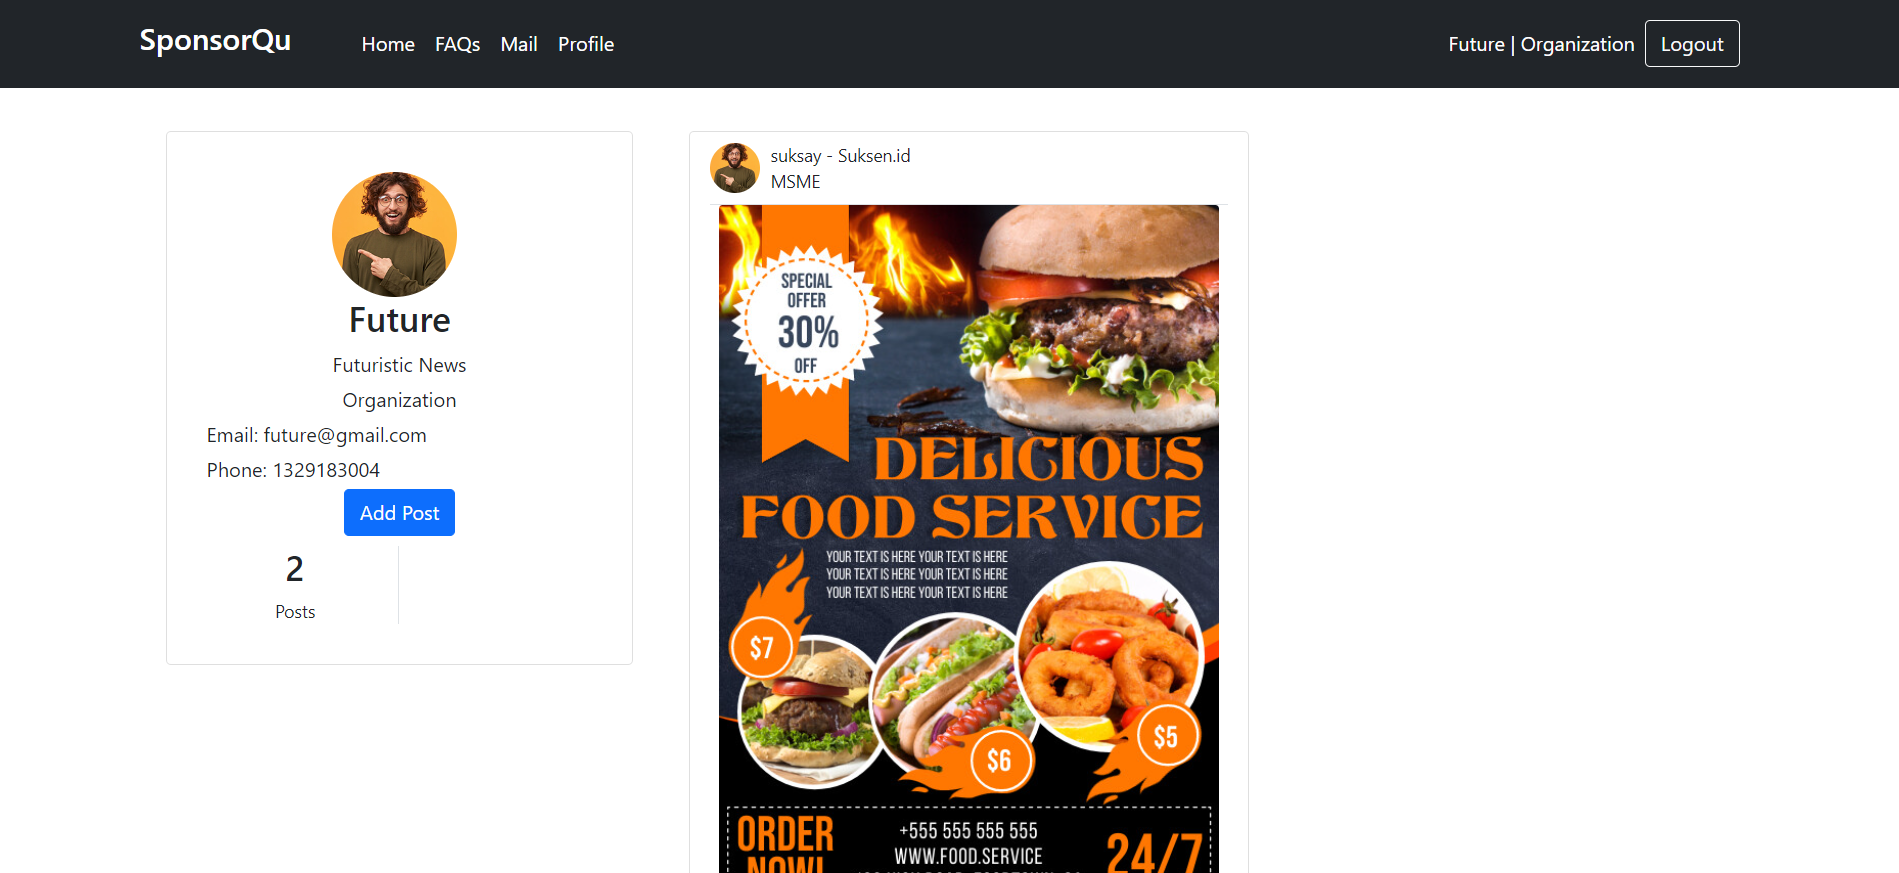 SponsorQu
Home FAQs Mail Profile
Future | Organization
Logout
Future
Futuristic News
Organization
Email: future@gmail.com
Phone: 1329183004
Add Post
2
Posts
suksay - Suksen.id
MSME
SPECIAL
OFFER
30%
OFF
DELICIOUS
FOOD SERVICE
YOUR TEXT IS HERE YOUR TEXT IS HERE
YOUR TEXT IS HERE YOUR TEXT IS HERE
YOUR TEXT IS HERE YOUR TEXT IS HERE
$7
$6
$5
ORDER
NOW!
+555 555 555 555
WWW.FOOD.SERVICE
24/7